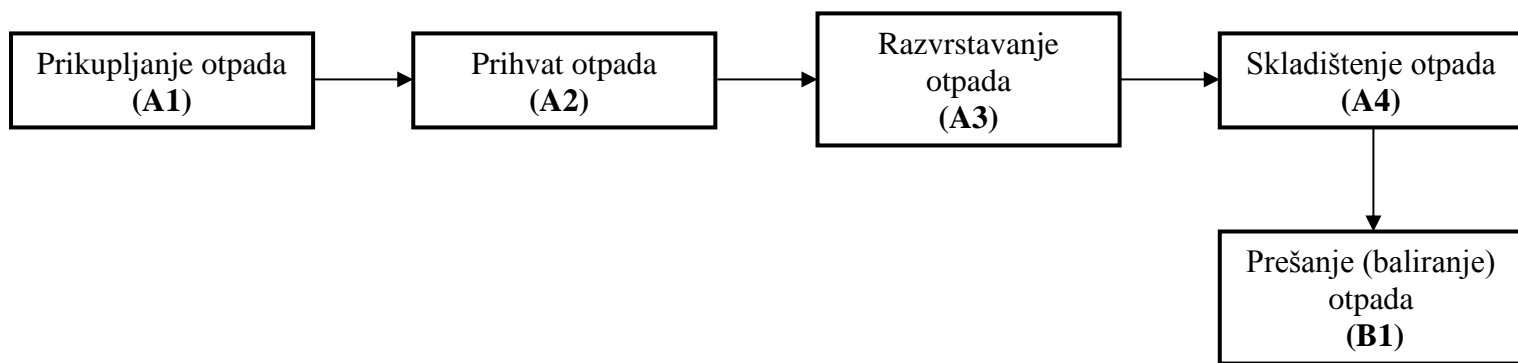 Prikupljanje otpada
(A1)
Prihvat otpada
(A2)
Razvrstavanje
otpada
(A3)
Skladištenje otpada
(A4)
Prešanje (baliranje)
otpada
(B1)